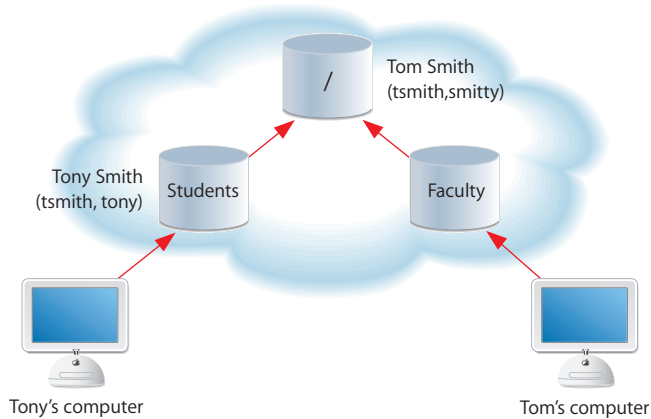 /
Tom Smith
(tsmith,smitty)
Tony Smith
(tsmith, tony)
Students
Faculty
Tony’s computer
Tom’s computer